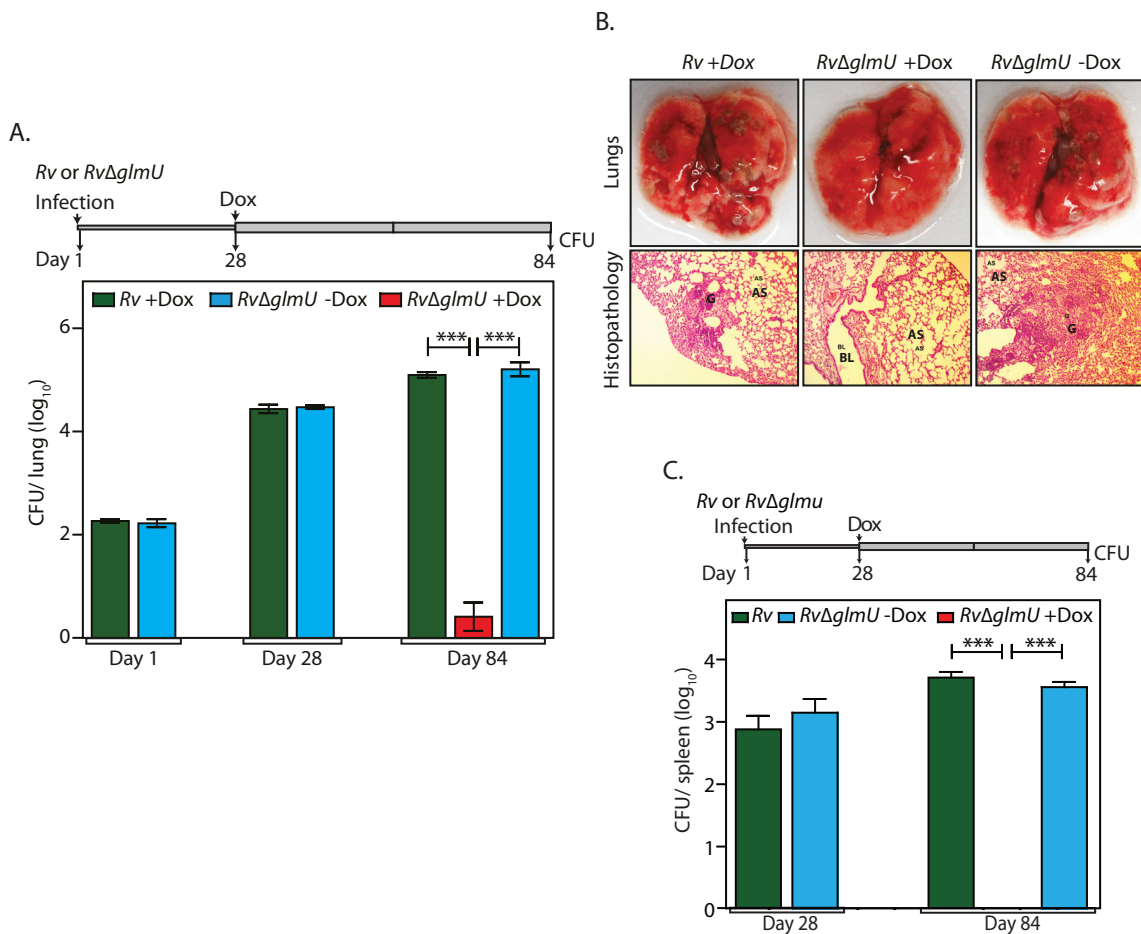 A.
Rv or RvΔglmU
Infection
Dox
Day 1
28
84
CFU
Rv +Dox
RvΔglmU -Dox
RvΔglmU +Dox
CFU/ lung (log10)
6
4
2
0
***
***
Day 1
Day 28
Day 84
B.
Rv +Dox
RvΔglmU +Dox
RvΔglmU -Dox
Lungs
Histopathology
G
AS
AS
BL
BL
AS
AS
AS
AS
G
G
C.
Rv or RvΔglmu
Infection
Dox
Day 1
28
84
CFU
Rv
RvΔglmU -Dox
RvΔglmU +Dox
CFU/ spleen (log10)
4
3
2
1
0
***
***
Day 28
Day 84